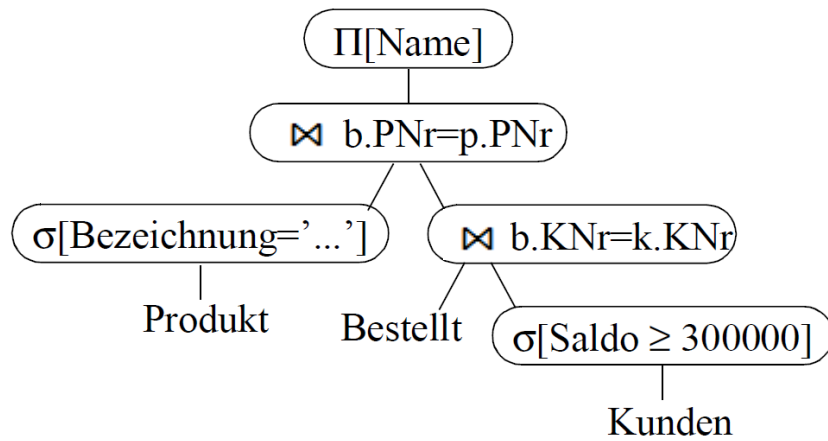 Π[Name]
⋈ b.PNr=p.PNr
σ[Bezeichnung=’...’]
⋈ b.KNr=k.KNr
Produkt
Bestellt
σ[Saldo ≥ 300000]
Kunden